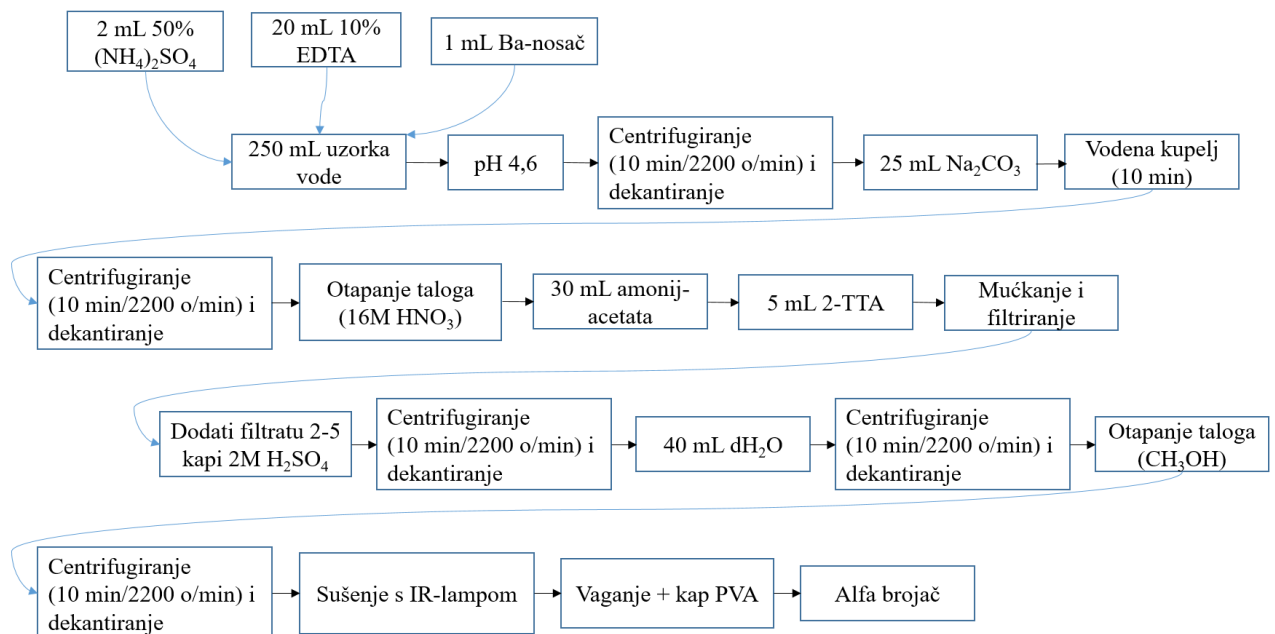 2 mL 50%
(NH₄)₂SO₄
20 mL 10%
EDTA
1 mL Ba-nosač
250 mL uzorka
vode
pH 4,6
Centrifugiranje
(10 min/2200 o/min) i
dekantiranje
25 mL Na₂CO₃
Vodena kupelj
(10 min)
Centrifugiranje
(10 min/2200 o/min) i
dekantiranje
Otapanje taloga
(16M HNO₃)
30 mL amonij-
acetata
5 mL 2-TTA
Mućkanje i
filtriranje
Dodati filtratu 2-5
kapi 2M H₂SO₄
Centrifugiranje
(10 min/2200 o/min) i
dekantiranje
40 mL dH₂O
Centrifugiranje
(10 min/2200 o/min) i
dekantiranje
Otapanje taloga
(CH₃OH)
Centrifugiranje
(10 min/2200 o/min) i
dekantiranje
Sušenje s IR-lampom
Vaganje + kap PVA
Alfa brojač